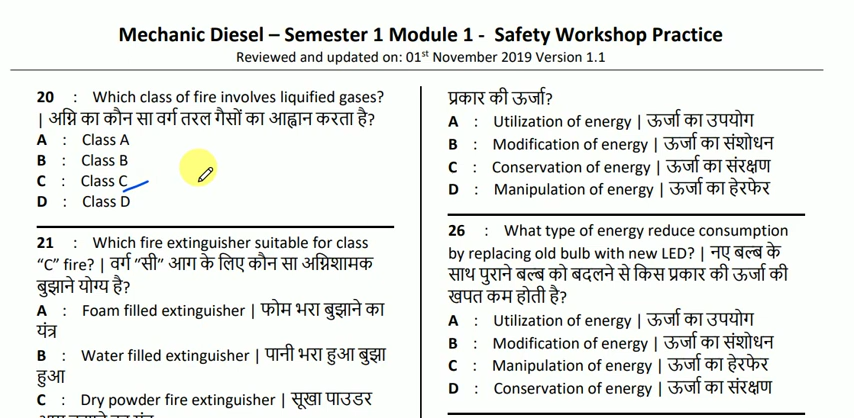 Mechanic Diesel – Semester 1 Module 1 - Safety Workshop Practice
Reviewed and updated on: 01st November 2019 Version 1.1
20 : Which class of fire involves liquified gases?
| अग्नि का कौन सा वर्ग तरल गैसों का आह्वान करता है?
A : Class A
B : Class B
C : Class C
D : Class D
21 : Which fire extinguisher suitable for class
“C” fire? | वर्ग “सी” आग के लिए कौन सा अग्निशामक
बुझाने योग्य है?
A : Foam filled extinguisher | फोम भरा बुझाने का
यंत्र
B : Water filled extinguisher | पानी भरा हुआ बुझा
हुआ
C : Dry powder fire extinguisher | सूखा पाउडर
प्रकार की ऊर्जा?
A : Utilization of energy | ऊर्जा का उपयोग
B : Modification of energy | ऊर्जा का संशोधन
C : Conservation of energy | ऊर्जा का संरक्षण
D : Manipulation of energy | ऊर्जा का हेरफेर
26 : What type of energy reduce consumption
by replacing old bulb with new LED? | नए बल्ब के
साथ पुराने बल्ब को बदलने से किस प्रकार की ऊर्जा की
खपत कम होती है?
A : Utilization of energy | ऊर्जा का उपयोग
B : Modification of energy | ऊर्जा का संशोधन
C : Manipulation of energy | ऊर्जा का हेरफेर
D : Conservation of energy | ऊर्जा का संरक्षण